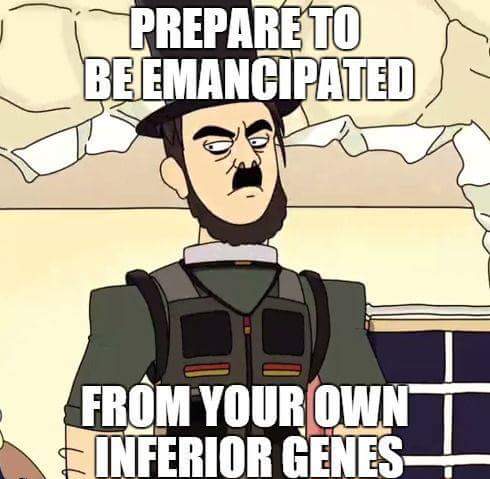 PREPARE TO
BE EMANCIPATED
FROM YOUR OWN
INFERIOR GENES